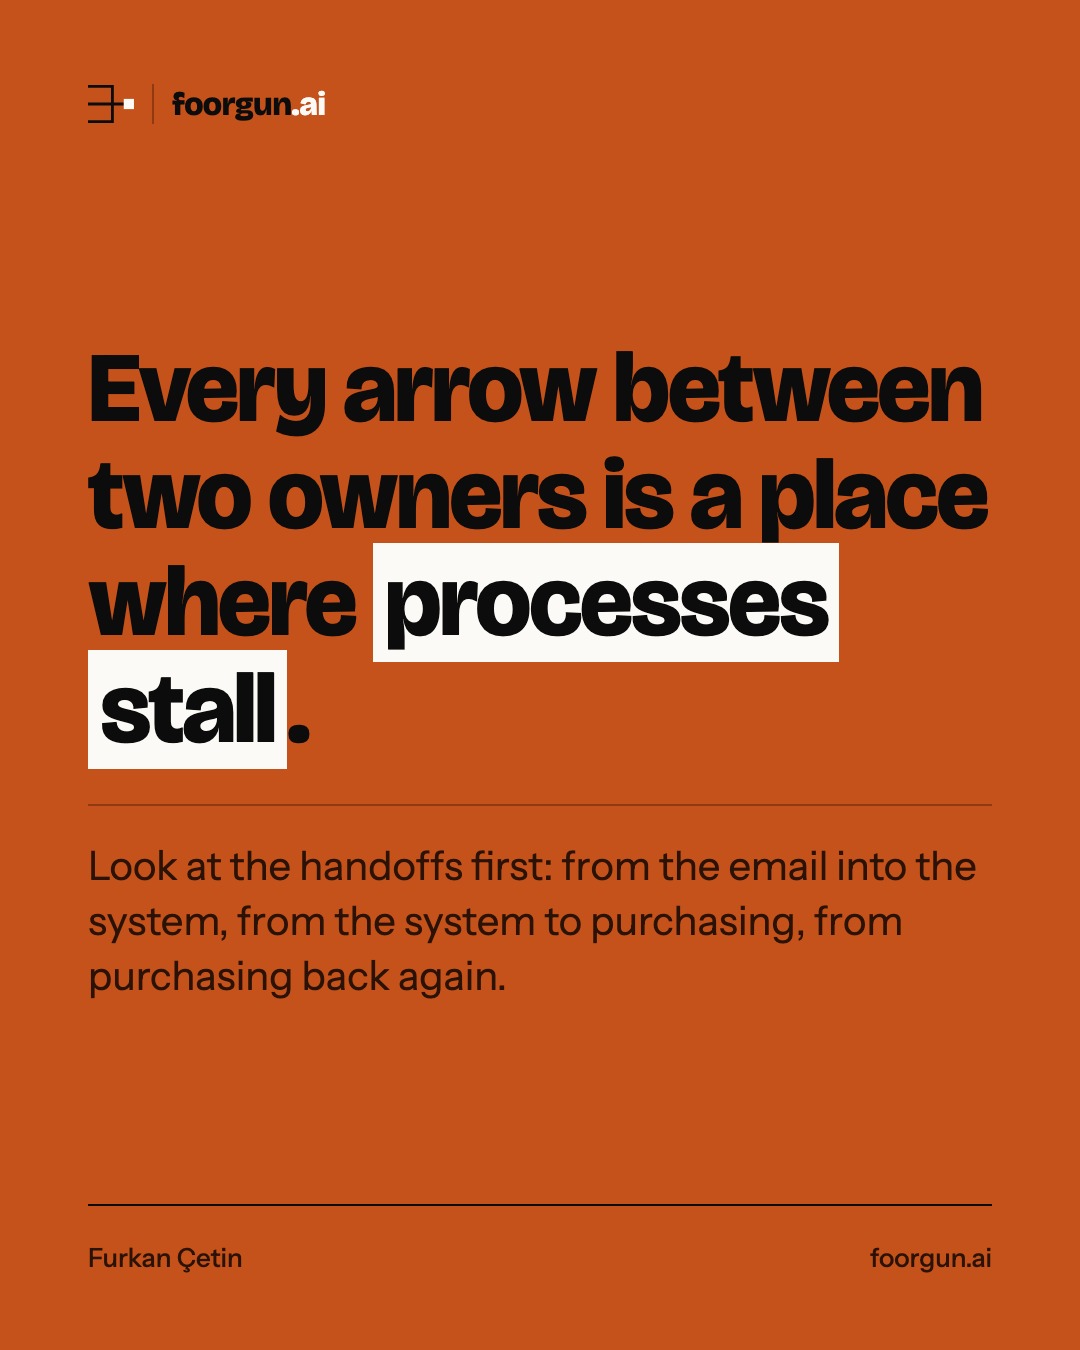 foorgun.ai
Every arrow between
two owners is a place
where processes
stall.
Look at the handoffs first: from the email into the
system, from the system to purchasing, from
purchasing back again.
Furkan Çetin
foorgun.ai